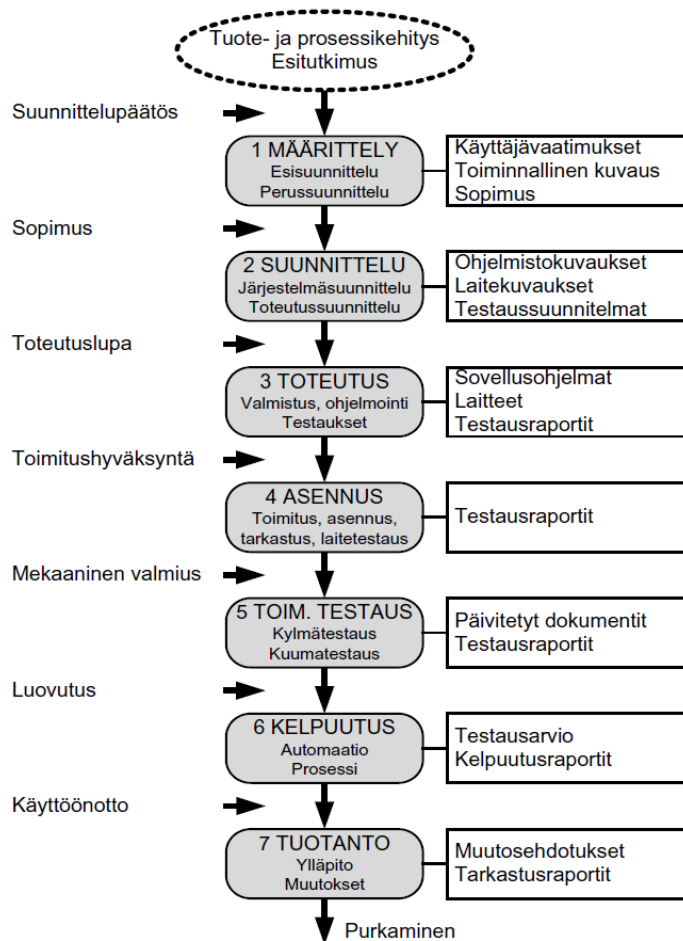 Tuote- ja prosessikehitys
Esitutkimus
Suunnittelupäätös
1 MÄÄRITTELY
Esisuunnittelu
Perussuunnittelu
Käyttäjävaatimukset
Toiminnallinen kuvaus
Sopimus
Sopimus
2 SUUNNITTELU
Järjestelmäsuunnittelu
Toteutussuunnittelu
Ohjelmistokuvaukset
Laitekuvaukset
Testaussuunnitelmat
Toteutuslupa
3 TOTEUTUS
Valmistus, ohjelmointi
Testaukset
Sovellusohjelmat
Laitteet
Testausraportit
Toimitushyväksyntä
4 ASENNUS
Toimitus, asennus,
tarkastus, laitetestaus
Testausraportit
Mekaaninen valmius
5 TOIM. TESTAUS
Kylmätestaus
Kuumatestaus
Päivitetyt dokumentit
Testausraportit
Luovutus
6 KELPUUTUS
Automaatio
Prosessi
Testausarvio
Kelpuutusraportit
Käyttöönotto
7 TUOTANTO
Ylläpito
Muutokset
Muutosehdotukset
Tarkastusraportit
Purkaminen